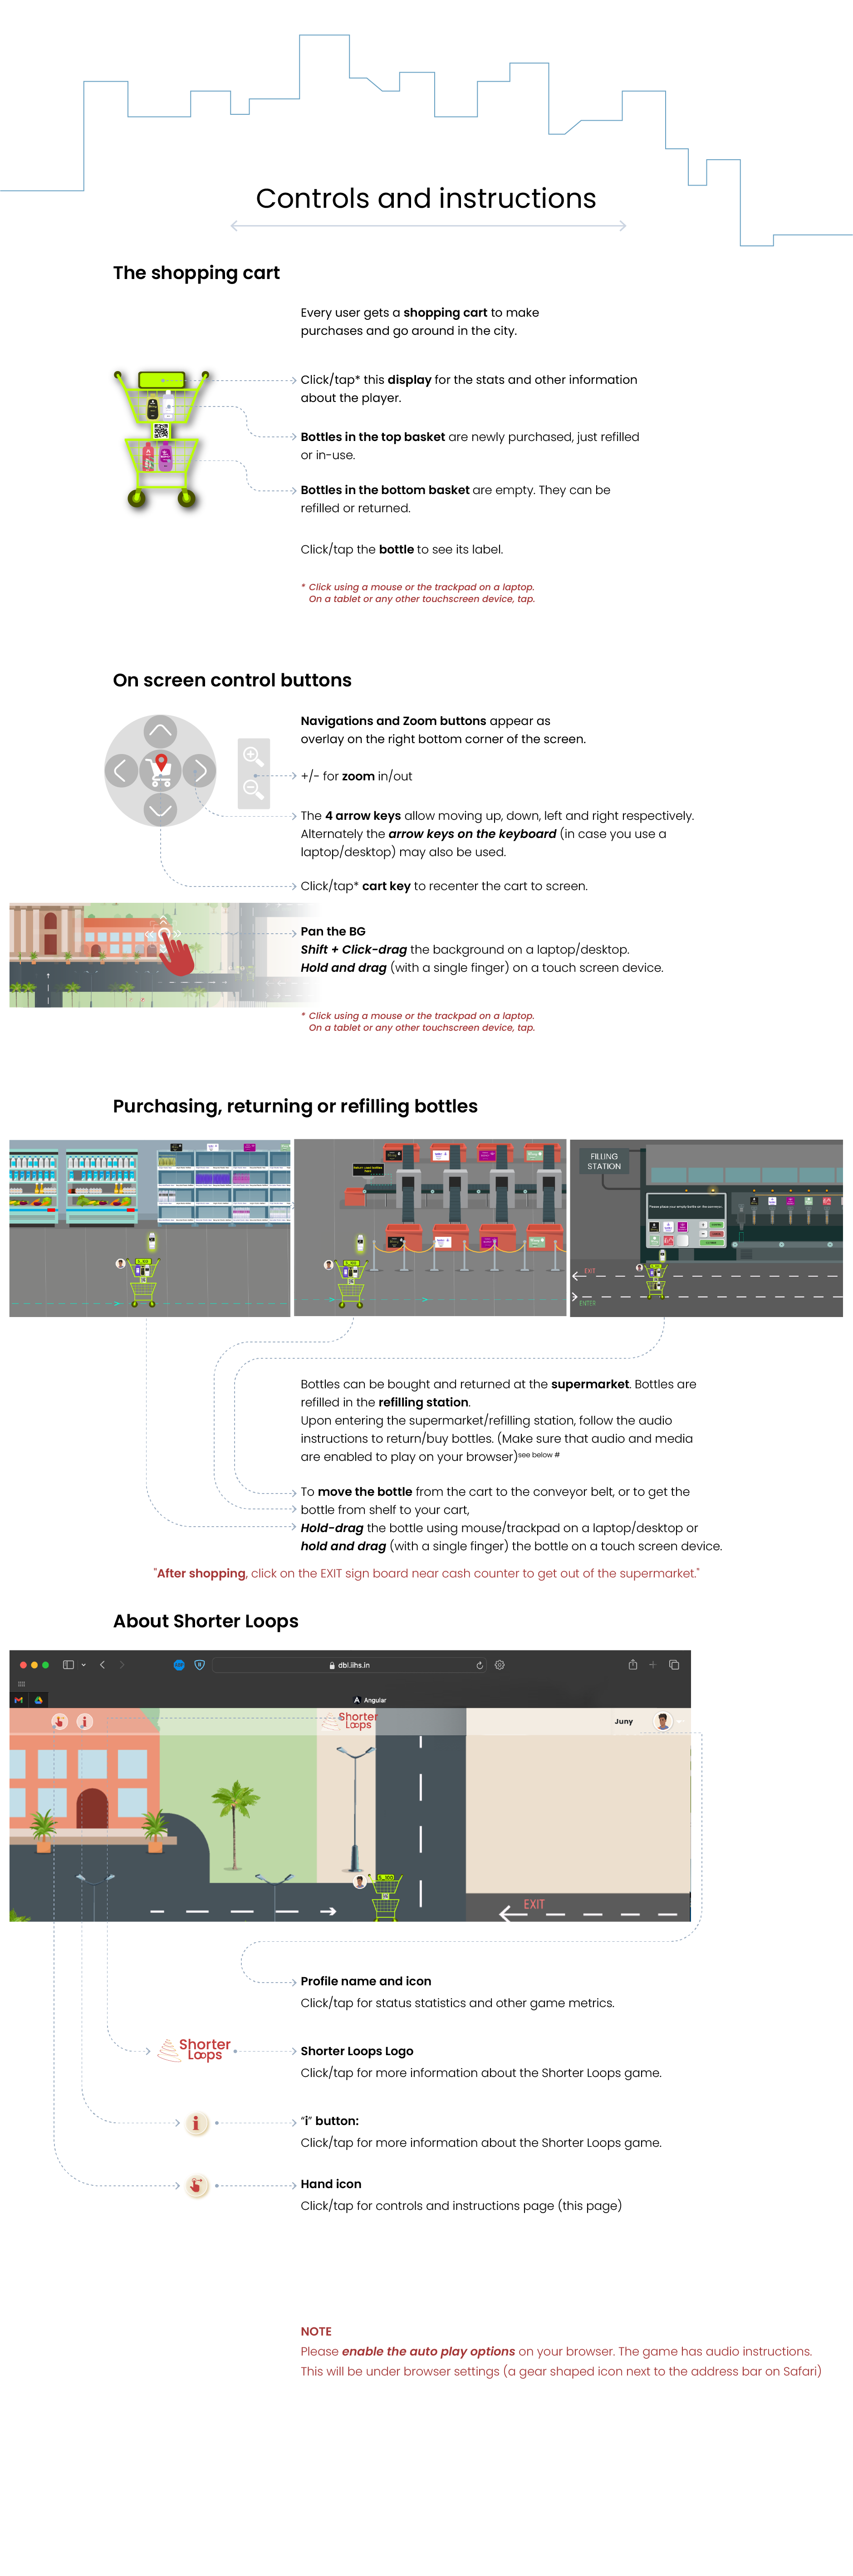 Controls and instructions
The shopping cart
Every user gets a shopping cart to make
purchases and go around in the city.
Click/tap* this display for the stats and other information
about the player.
Bottles in the top basket are newly purchased, just refilled
or in-use.
Bottles in the bottom basket are empty. They can be
refilled or returned.
Click/tap the bottle to see its label.
* Click using a mouse or the trackpad on a laptop.
On a tablet or any other touchscreen device, tap.
On screen control buttons
Navigations and Zoom buttons appear as
overlay on the right bottom corner of the screen.
+/- for zoom in/out
The 4 arrow keys allow moving up, down, left and right respectively.
Alternately the arrow keys on the keyboard (in case you use a
laptop/desktop) may also be used.
Click/tap* cart key to recenter the cart to screen.
Pan the BG
Shift + Click-drag the background on a laptop/desktop.
Hold and drag (with a single finger) on a touch screen device.
* Click using a mouse or the trackpad on a laptop.
On a tablet or any other touchscreen device, tap.
Purchasing, returning or refilling bottles
FILLING
STATION
Please place your empty bottle on the conveyor.
EXIT
ENTER
Bottles can be bought and returned at the supermarket. Bottles are
refilled in the refilling station.
Upon entering the supermarket/refilling station, follow the audio
instructions to return/buy bottles. (Make sure that audio and media
are enabled to play on your browser)see below #
To move the bottle from the cart to the conveyor belt, or to get the
bottle from shelf to your cart,
Hold-drag the bottle using mouse/trackpad on a laptop/desktop or
hold and drag (with a single finger) the bottle on a touch screen device.
"After shopping, click on the EXIT sign board near cash counter to get out of the supermarket."
About Shorter Loops
dbl.iihs.in
Angular
Shorter
Loops
Juny
EXIT
Profile name and icon
Click/tap for status statistics and other game metrics.
Shorter
Loops
Shorter Loops Logo
Click/tap for more information about the Shorter Loops game.
i
“i” button:
Click/tap for more information about the Shorter Loops game.
Hand icon
Click/tap for controls and instructions page (this page)
NOTE
Please enable the auto play options on your browser. The game has audio instructions.
This will be under browser settings (a gear shaped icon next to the address bar on Safari)